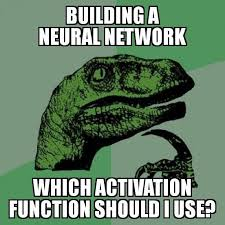 BUILDING A
NEURAL NETWORK
WHICH ACTIVATION
FUNCTION SHOULD I USE?